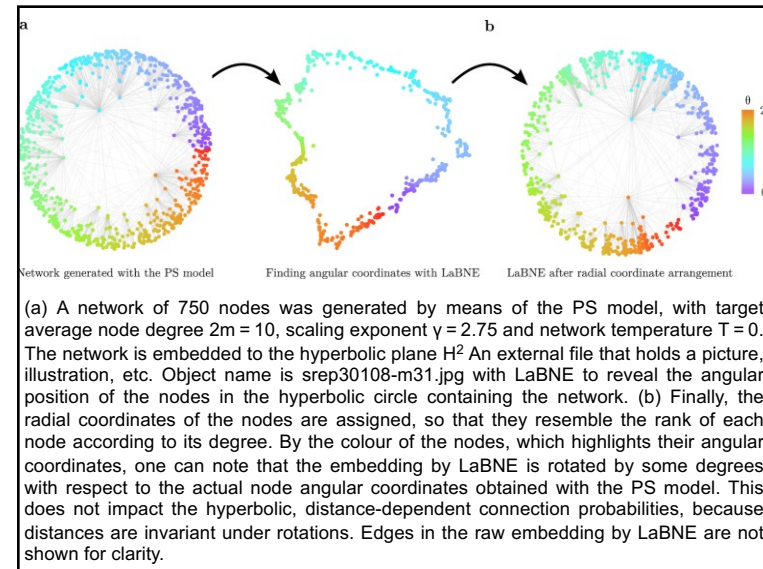 a
b
θ
2
0
Network generated with the PS model
Finding angular coordinates with LaBNE
LaBNE after radial coordinate arrangement
(a) A network of 750 nodes was generated by means of the PS model, with target
average node degree 2m = 10, scaling exponent γ = 2.75 and network temperature T = 0.
The network is embedded to the hyperbolic plane H² An external file that holds a picture,
illustration, etc. Object name is srep30108-m31.jpg with LaBNE to reveal the angular
position of the nodes in the hyperbolic circle containing the network. (b) Finally, the
radial coordinates of the nodes are assigned, so that they resemble the rank of each
node according to its degree. By the colour of the nodes, which highlights their angular
coordinates, one can note that the embedding by LaBNE is rotated by some degrees
with respect to the actual node angular coordinates obtained with the PS model. This
does not impact the hyperbolic, distance-dependent connection probabilities, because
distances are invariant under rotations. Edges in the raw embedding by LaBNE are not
shown for clarity.